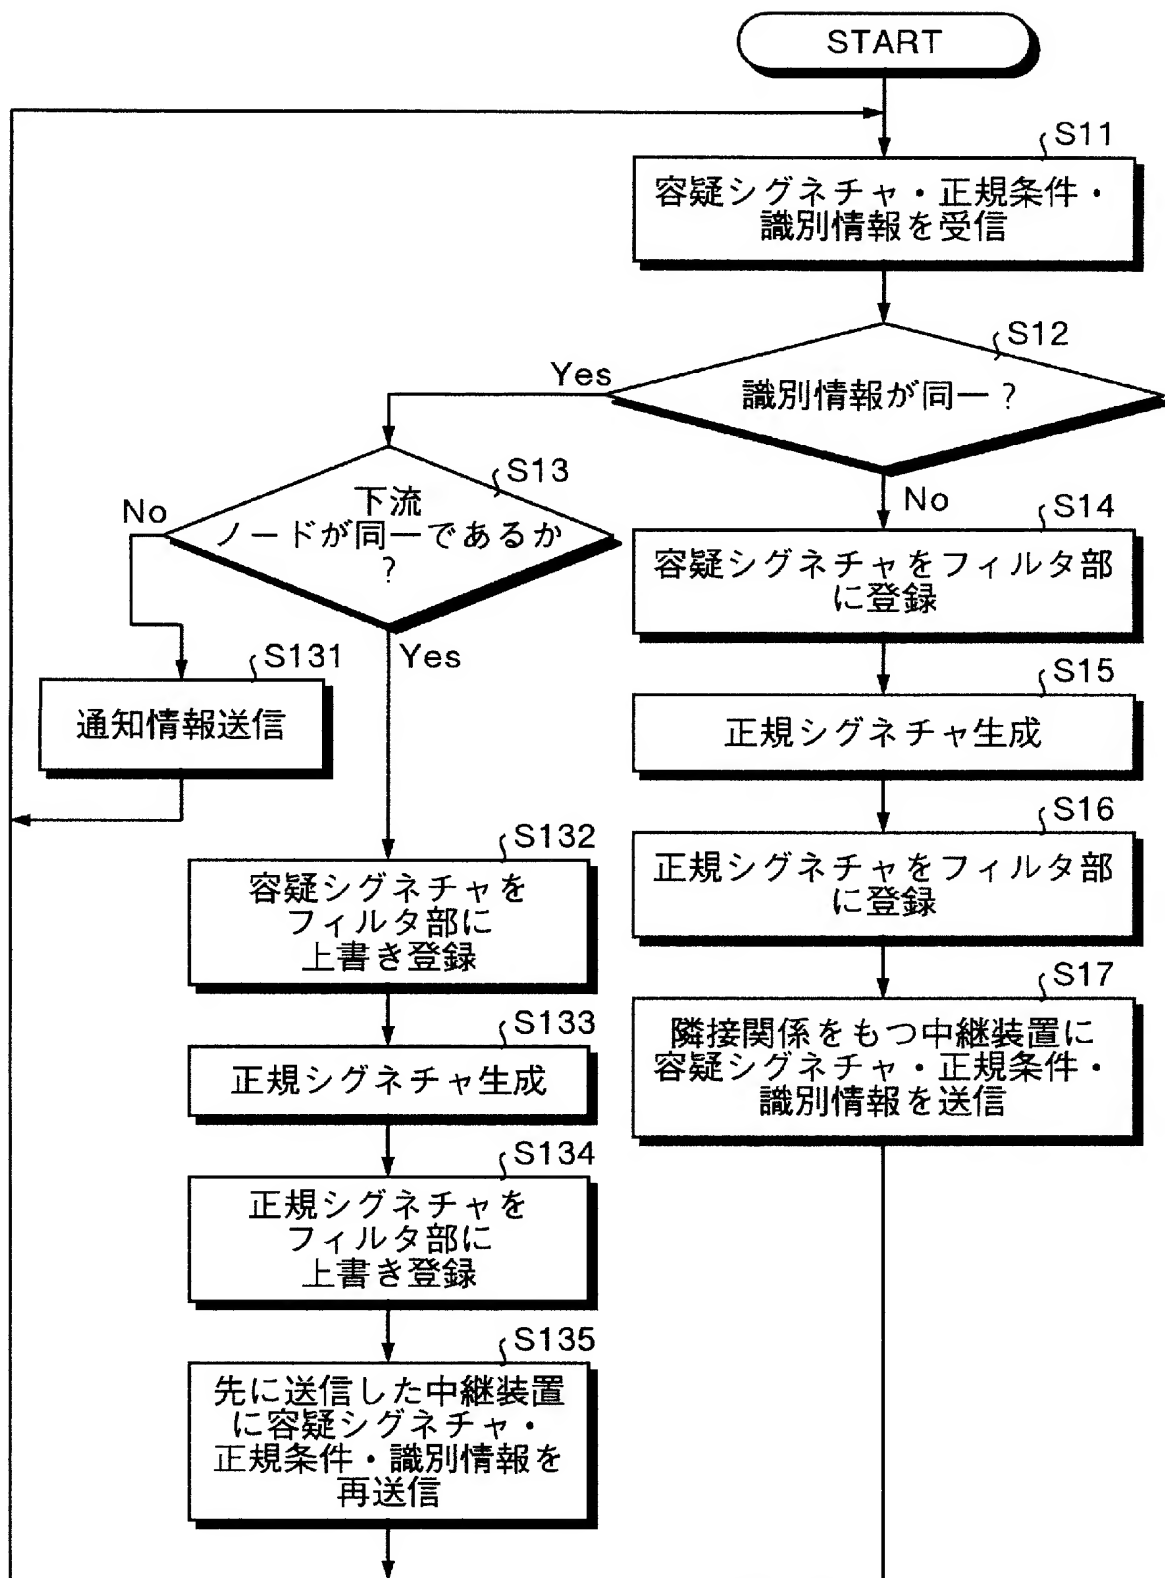 START
S11
容疑シグネチャ・正規条件・
識別情報を受信
S12
識別情報が同一?
Yes
No
S13
下流
ノードが同一であるか
?
No
Yes
S131
通知情報送信
S132
容疑シグネチャを
フィルタ部に
上書き登録
S133
正規シグネチャ生成
S134
正規シグネチャを
フィルタ部に
上書き登録
S135
先に送信した中継装置
に容疑シグネチャ・
正規条件・識別情報を
再送信
S14
容疑シグネチャをフィルタ部
に登録
S15
正規シグネチャ生成
S16
正規シグネチャをフィルタ部
に登録
S17
隣接関係をもつ中継装置に
容疑シグネチャ・正規条件・
識別情報を送信